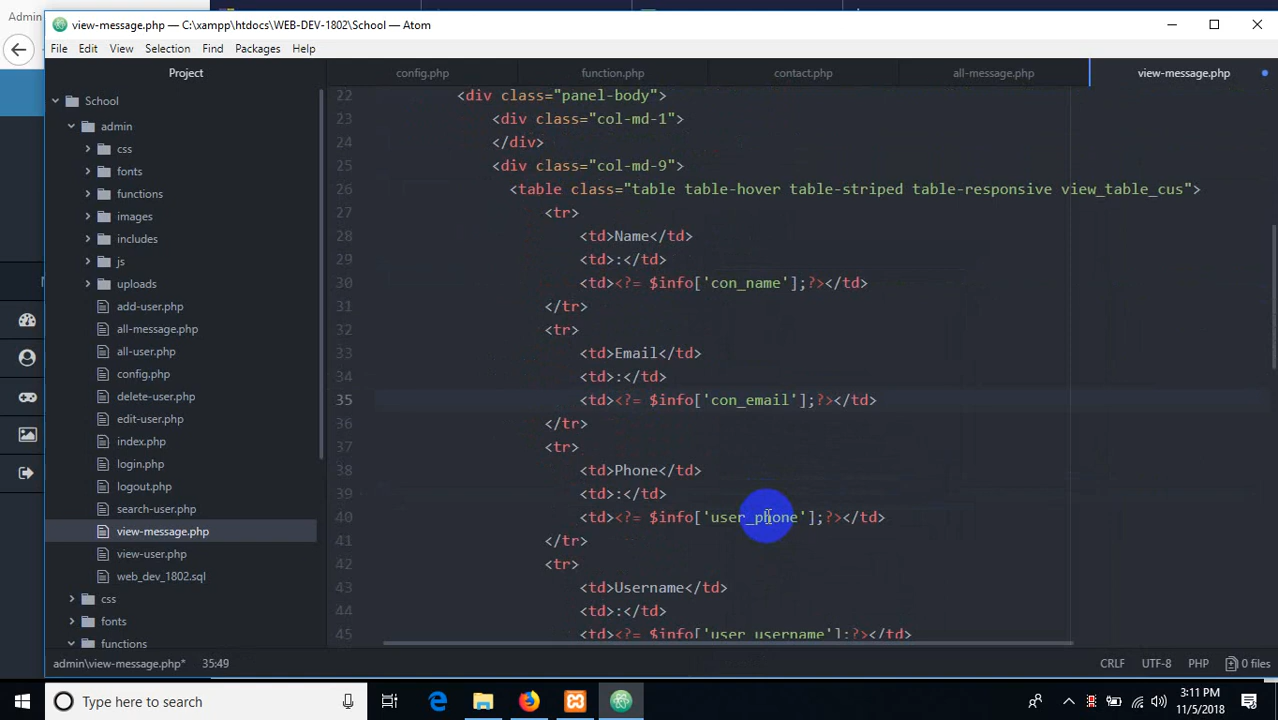 Admin
view-message.php — C:\xampp\htdocs\WEB-DEV-1802\School — Atom
File Edit View Selection Find Packages Help
Project
config.php function.php contact.php all-message.php view-message.php
School
admin
css
fonts
functions
images
includes
js
uploads
add-user.php
all-message.php
all-user.php
config.php
delete-user.php
edit-user.php
index.php
login.php
logout.php
search-user.php
view-message.php
view-user.php
web_dev_1802.sql
css
fonts
functions
22 <div class="panel-body">
23 <div class="col-md-1">
24 </div>
25 <div class="col-md-9">
26 <table class="table table-hover table-striped table-responsive view_table_cus">
27 <tr>
28 <td>Name</td>
29 <td>:</td>
30 <td><?= $info['con_name'];?></td>
31 </tr>
32 <tr>
33 <td>Email</td>
34 <td>:</td>
35 <td><?= $info['con_email'];?></td>
36 </tr>
37 <tr>
38 <td>Phone</td>
39 <td>:</td>
40 <td><?= $info['user_phone'];?></td>
41 </tr>
42 <tr>
43 <td>Username</td>
44 <td>:</td>
45 <td><?= $info['user_username'];?></td>
admin\view-message.php* 35:49 CRLF UTF-8 PHP 0 files
Type here to search
3:11 PM
11/5/2018